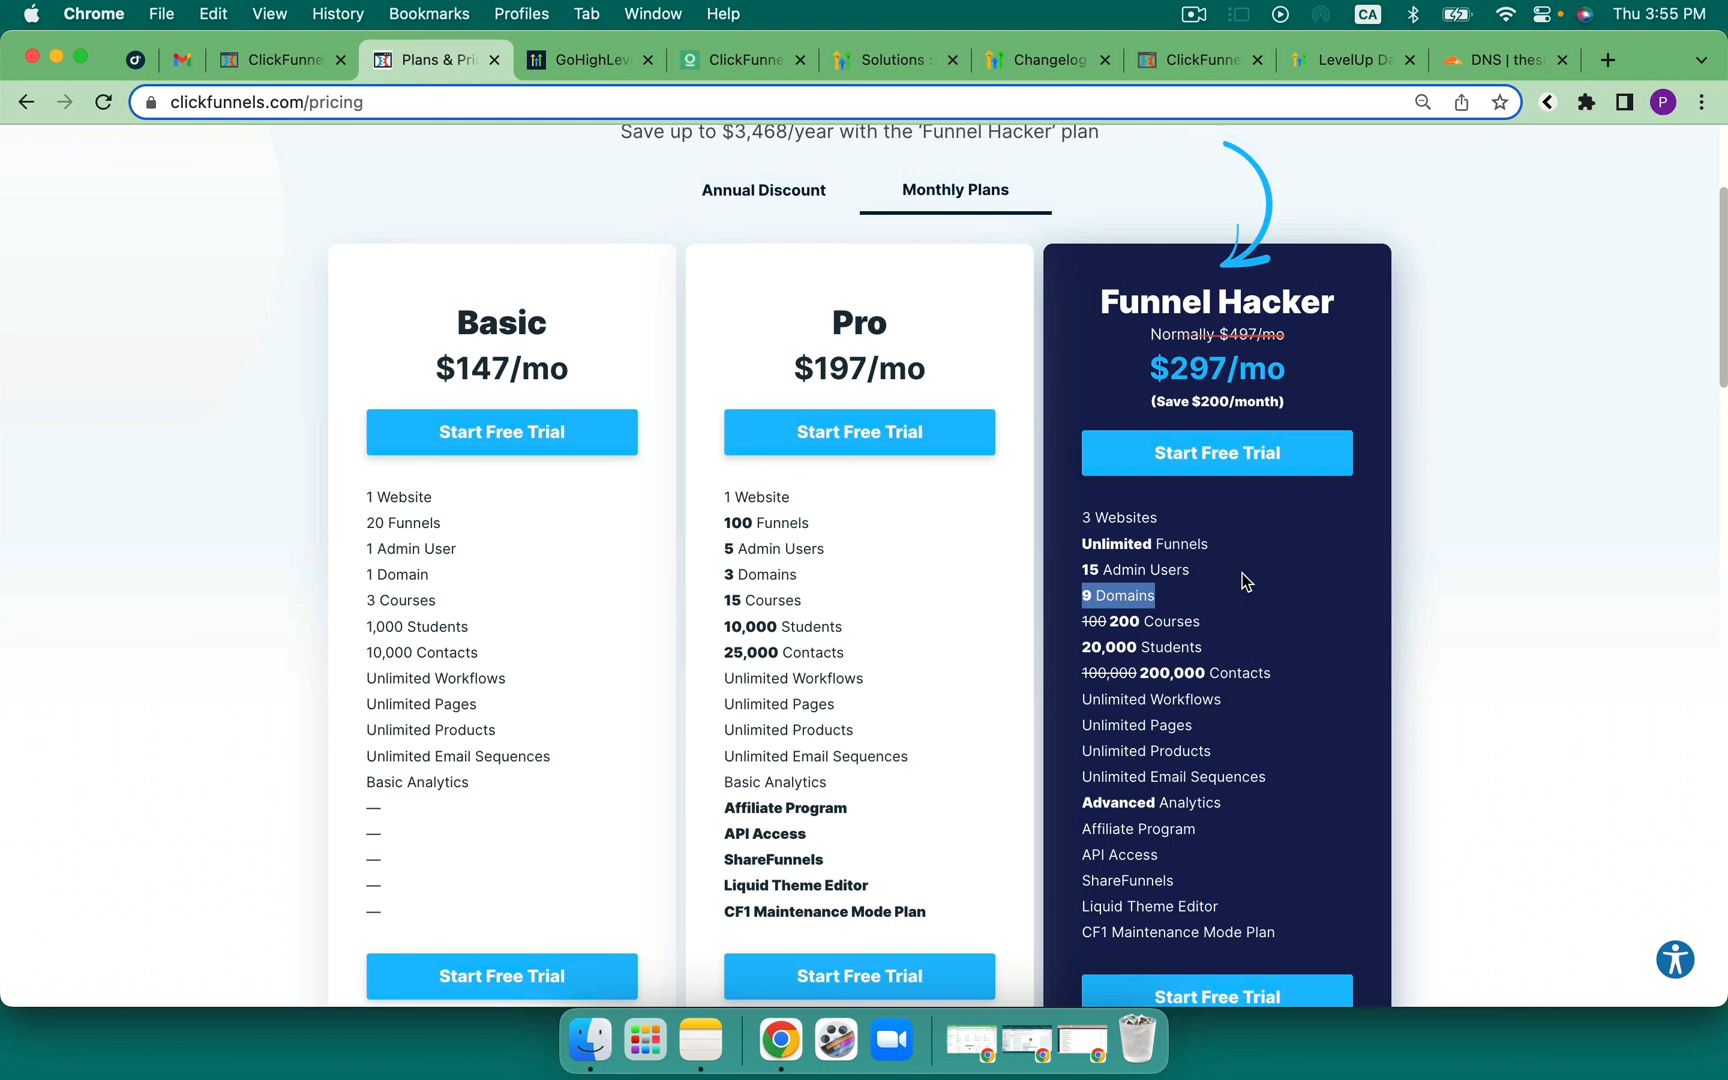 Chrome File Edit View History Bookmarks Profiles Tab Window Help CA Thu 3:55 PM
ClickFunne Plans & Pric GoHighLeve ClickFunne Solutions : Changelog ClickFunne LevelUp Da DNS | thes
clickfunnels.com/pricing P
Save up to $3,468/year with the ‘Funnel Hacker’ plan
Annual Discount Monthly Plans
Basic
$147/mo
Start Free Trial
1 Website
20 Funnels
1 Admin User
1 Domain
3 Courses
1,000 Students
10,000 Contacts
Unlimited Workflows
Unlimited Pages
Unlimited Products
Unlimited Email Sequences
Basic Analytics
—
—
—
—
—
Start Free Trial
Pro
$197/mo
Start Free Trial
1 Website
100 Funnels
5 Admin Users
3 Domains
15 Courses
10,000 Students
25,000 Contacts
Unlimited Workflows
Unlimited Pages
Unlimited Products
Unlimited Email Sequences
Basic Analytics
Affiliate Program
API Access
ShareFunnels
Liquid Theme Editor
CF1 Maintenance Mode Plan
Start Free Trial
Funnel Hacker
Normally $497/mo
$297/mo
(Save $200/month)
Start Free Trial
3 Websites
Unlimited Funnels
15 Admin Users
9 Domains
100 200 Courses
20,000 Students
100,000 200,000 Contacts
Unlimited Workflows
Unlimited Pages
Unlimited Products
Unlimited Email Sequences
Advanced Analytics
Affiliate Program
API Access
ShareFunnels
Liquid Theme Editor
CF1 Maintenance Mode Plan
Start Free Trial